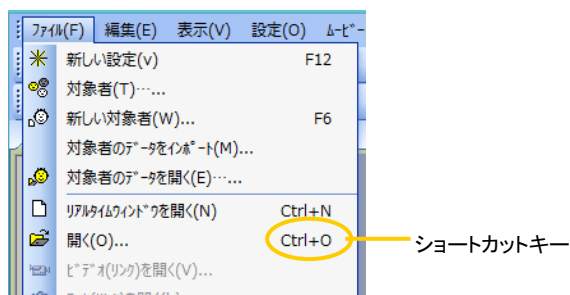 ﾌｧｲﾙ(F) 編集(E) 表示(V) 設定(O) ﾑｰﾋﾞｰ
新しい設定(v) F12
対象者(T)…...
新しい対象者(W)... F6
対象者のﾃﾞｰﾀをｲﾝﾎﾟｰﾄ(M)...
対象者のﾃﾞｰﾀを開く(E)…...
ﾘｱﾙﾀｲﾑｳｨﾝﾄﾞｳを開く(N) Ctrl+N
開く(O)... Ctrl+O
ショートカットキー
ﾋﾞﾃﾞｵ(ﾘﾝｸ)を開く(V)...